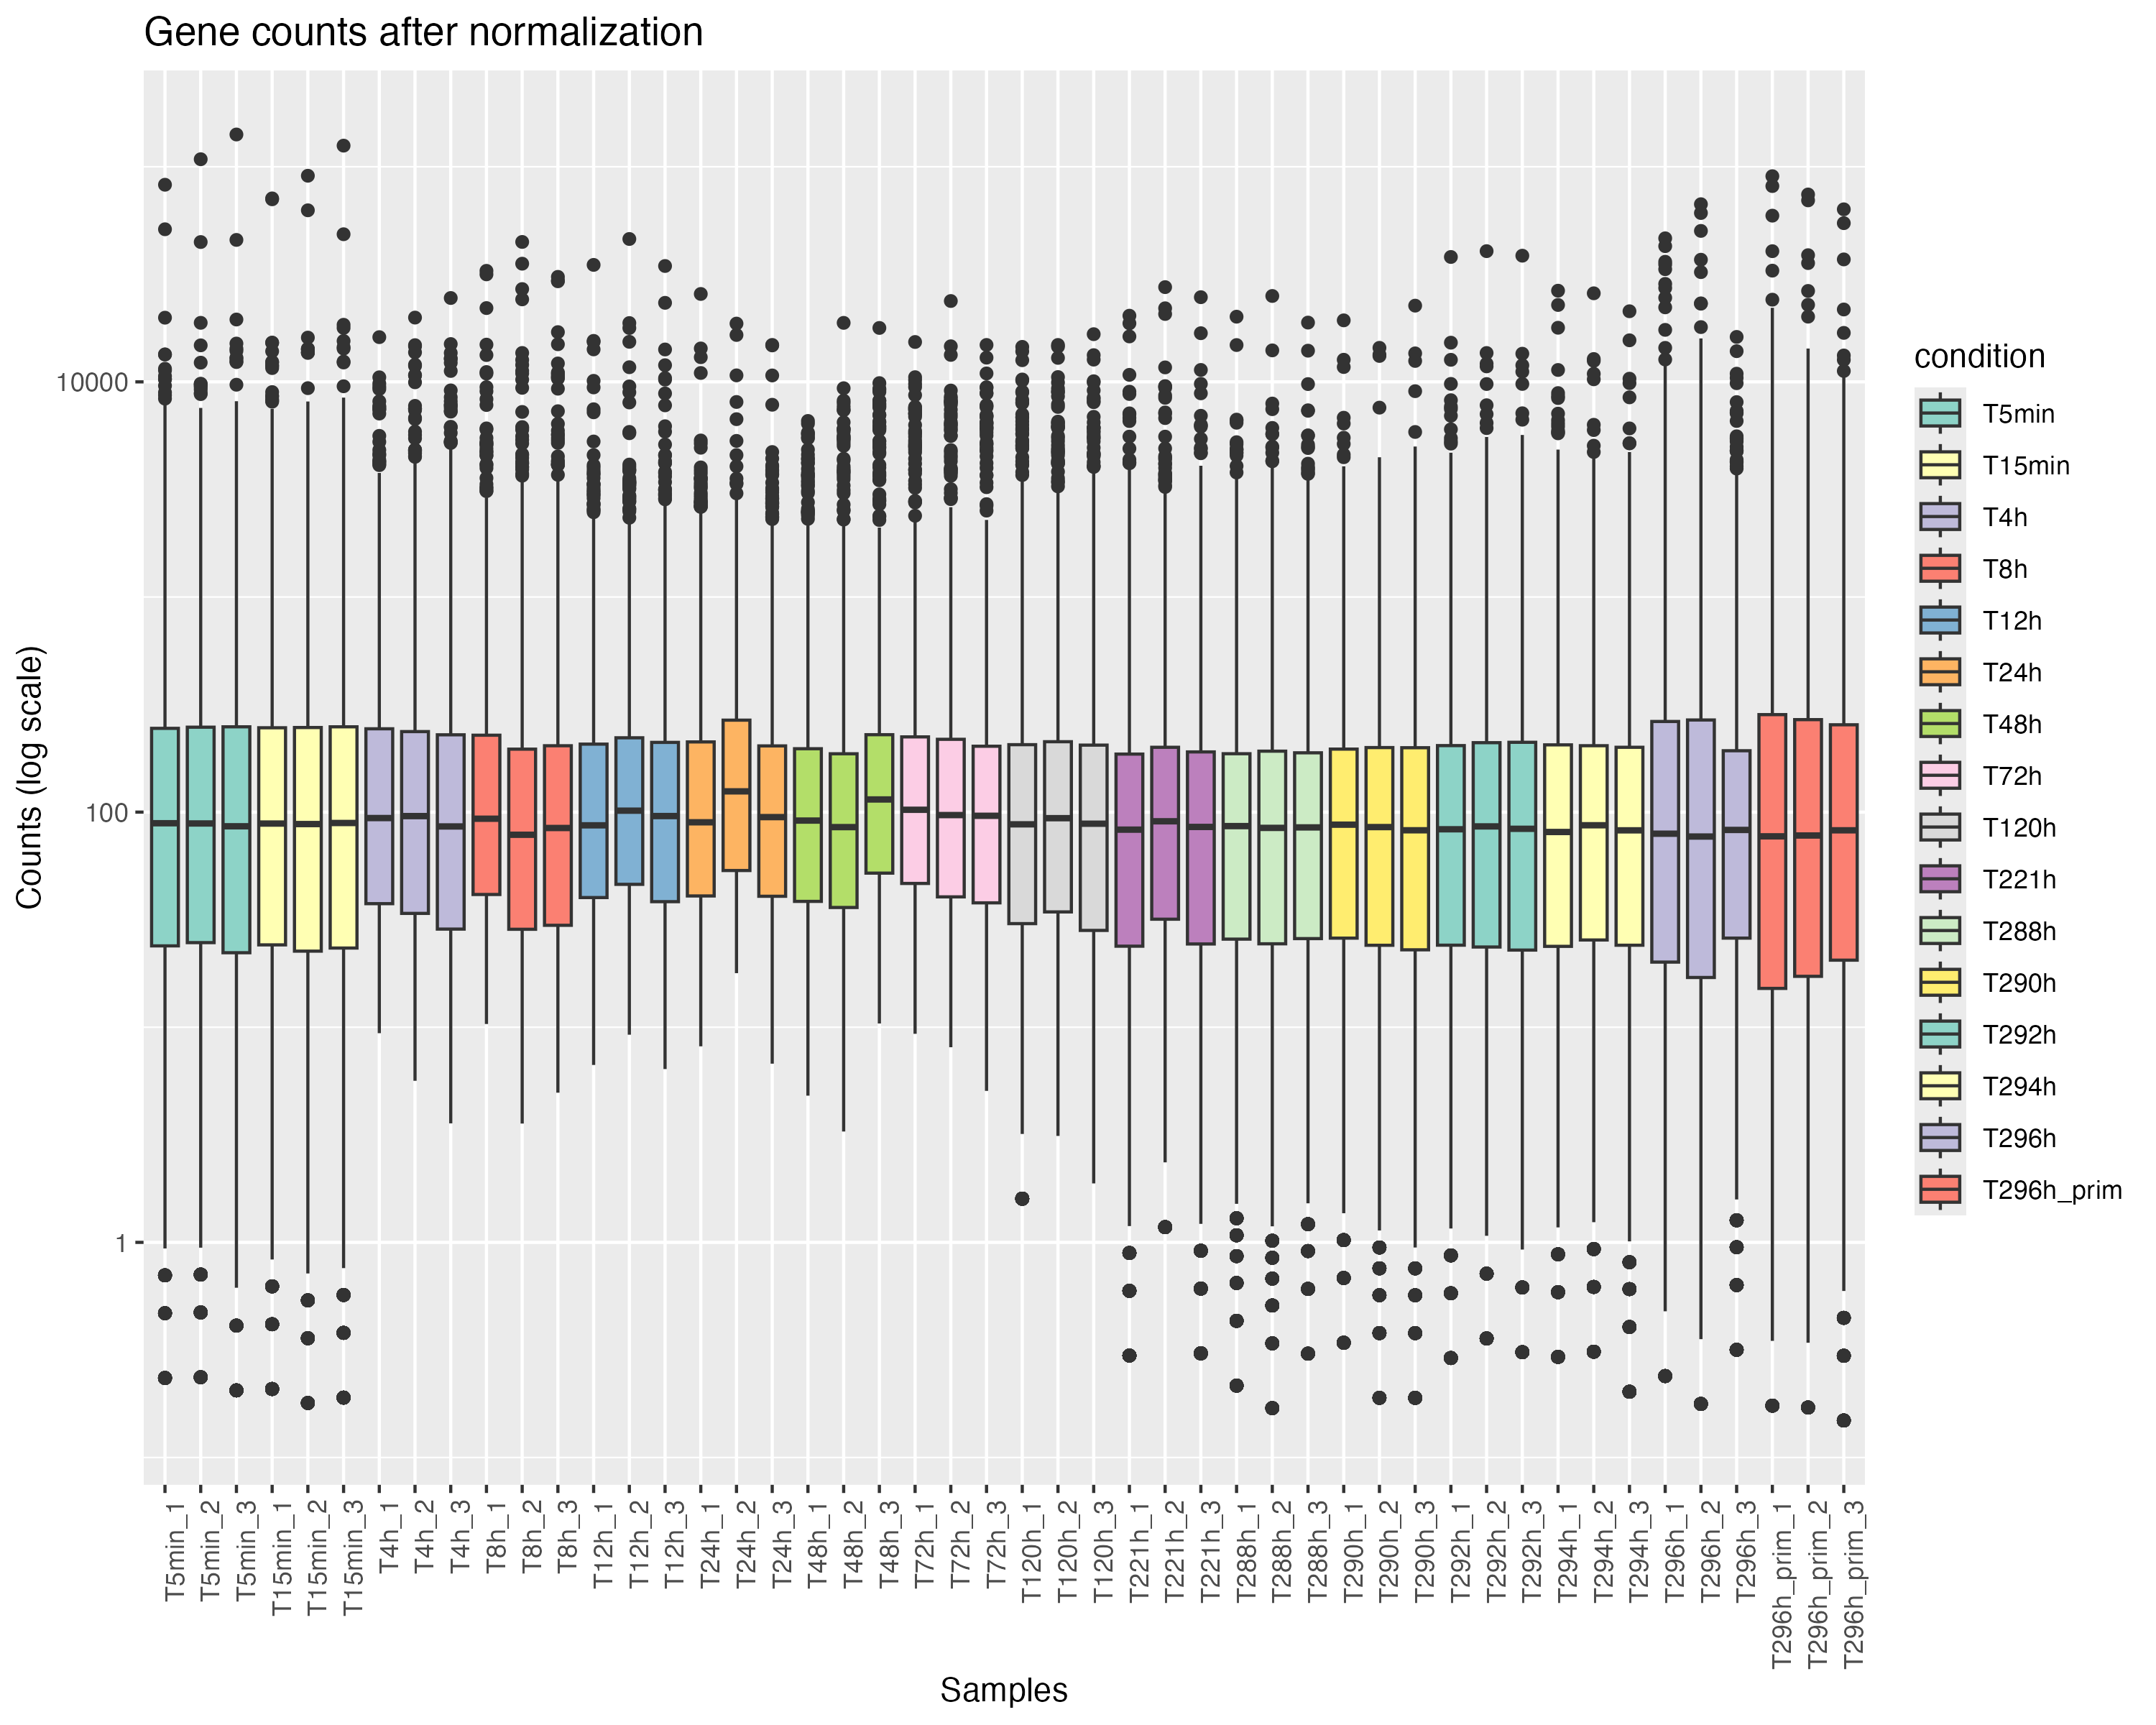 Gene counts after normalization
Counts (log scale)
10000
100
1
T5min_1
T5min_2
T5min_3
T15min_1
T15min_2
T15min_3
T4h_1
T4h_2
T4h_3
T8h_1
T8h_2
T8h_3
T12h_1
T12h_2
T12h_3
T24h_1
T24h_2
T24h_3
T48h_1
T48h_2
T48h_3
T72h_1
T72h_2
T72h_3
T120h_1
T120h_2
T120h_3
T221h_1
T221h_2
T221h_3
T288h_1
T288h_2
T288h_3
T290h_1
T290h_2
T290h_3
T292h_1
T292h_2
T292h_3
T294h_1
T294h_2
T294h_3
T296h_1
T296h_2
T296h_3
T296h_prim_1
T296h_prim_2
T296h_prim_3
Samples
condition
T5min
T15min
T4h
T8h
T12h
T24h
T48h
T72h
T120h
T221h
T288h
T290h
T292h
T294h
T296h
T296h_prim